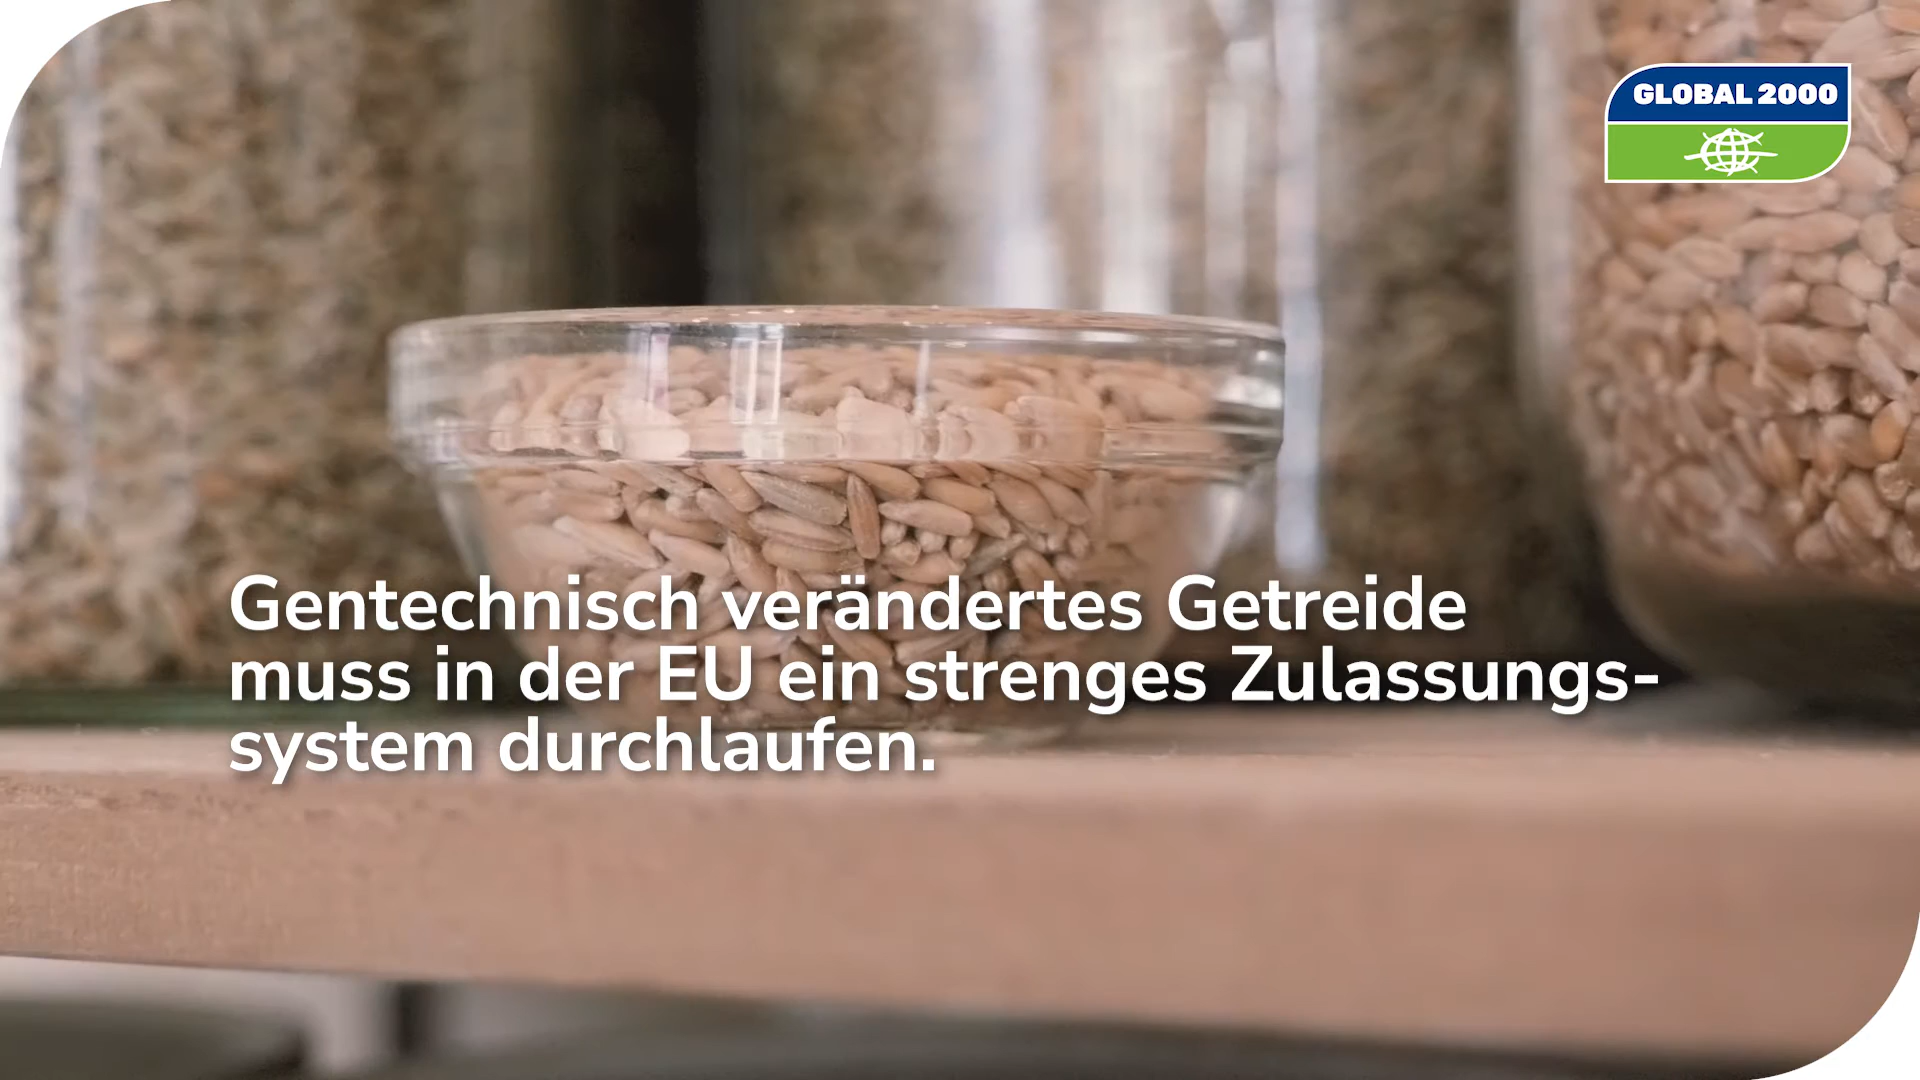 GLOBAL 2000
Gentechnisch verändertes Getreide
muss in der EU ein strenges Zulassungs-
system durchlaufen.